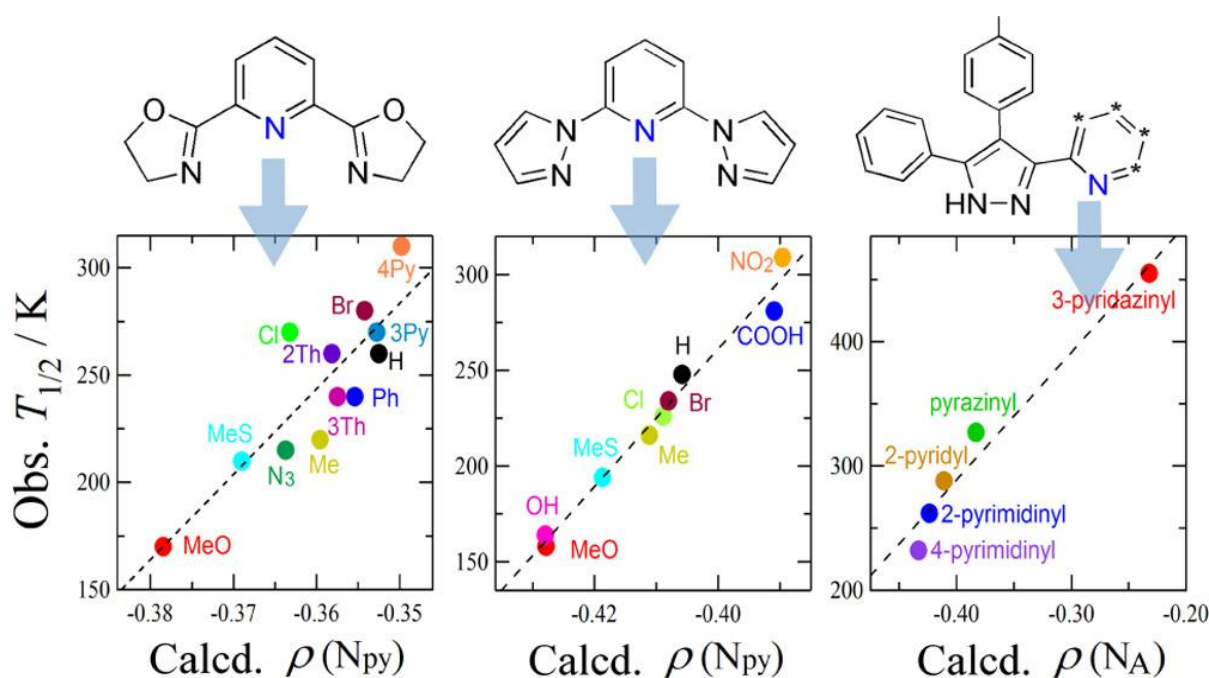 O
N
N
O
N
N
N
N
N
N
HN
N
N
*
*
*
*
Obs. T1/2 / K
300
250
200
150
4Py
Br
3Py
Cl
2Th
H
Ph
3Th
MeS
N3
Me
MeO
-0.38
-0.37
-0.36
-0.35
Calcd. ρ (NPy)
300
250
200
150
NO2
COOH
H
Cl
Br
MeS
Me
OH
MeO
-0.42
-0.40
Calcd. ρ (NPy)
400
300
200
3-pyridazinyl
pyrazinyl
2-pyridyl
2-pyrimidinyl
4-pyrimidinyl
-0.40
-0.30
-0.20
Calcd. ρ (NA)